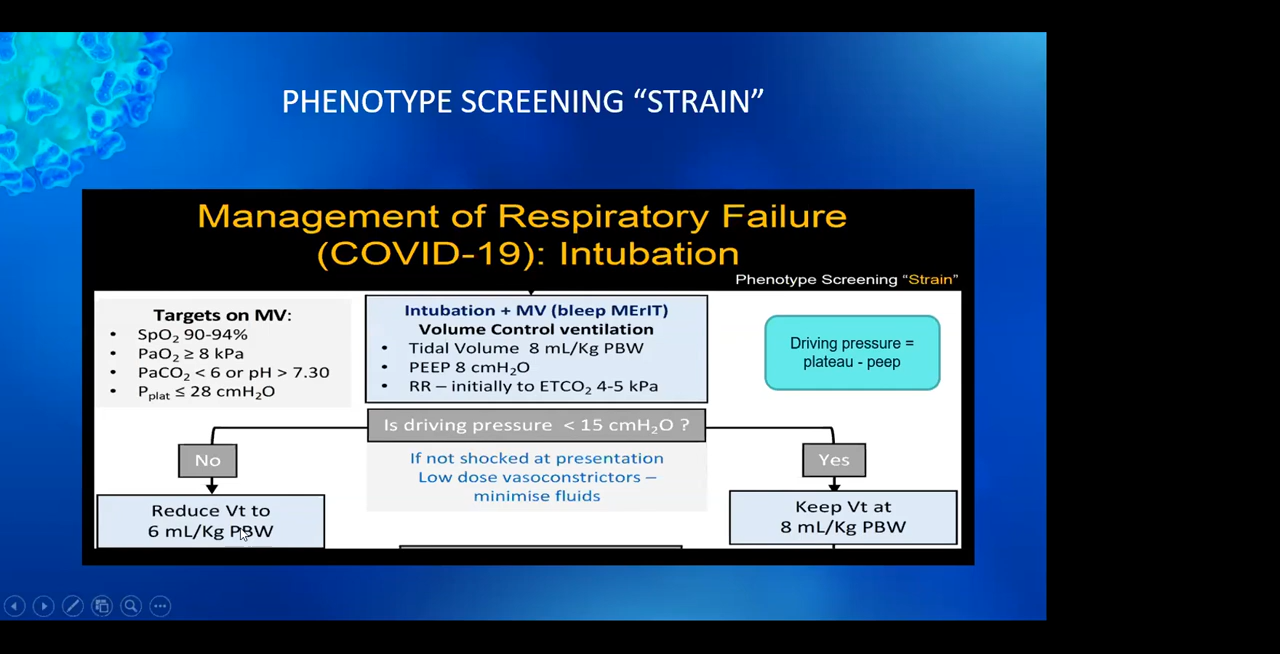 PHENOTYPE SCREENING “STRAIN”
Management of Respiratory Failure
(COVID-19): Intubation
Phenotype Screening “Strain”
Targets on MV:
• SpO₂ 90-94%
• PaO₂ ≥ 8 kPa
• PaCO₂ < 6 or pH > 7.30
• Pplat ≤ 28 cmH₂O
Intubation + MV (bleep MErIT)
Volume Control ventilation
• Tidal Volume 8 mL/Kg PBW
• PEEP 8 cmH₂O
• RR – initially to ETCO₂ 4-5 kPa
Driving pressure =
plateau - peep
Is driving pressure < 15 cmH₂O ?
No
If not shocked at presentation
Low dose vasoconstrictors –
minimise fluids
Yes
Reduce Vt to
6 mL/Kg PBW
Keep Vt at
8 mL/Kg PBW